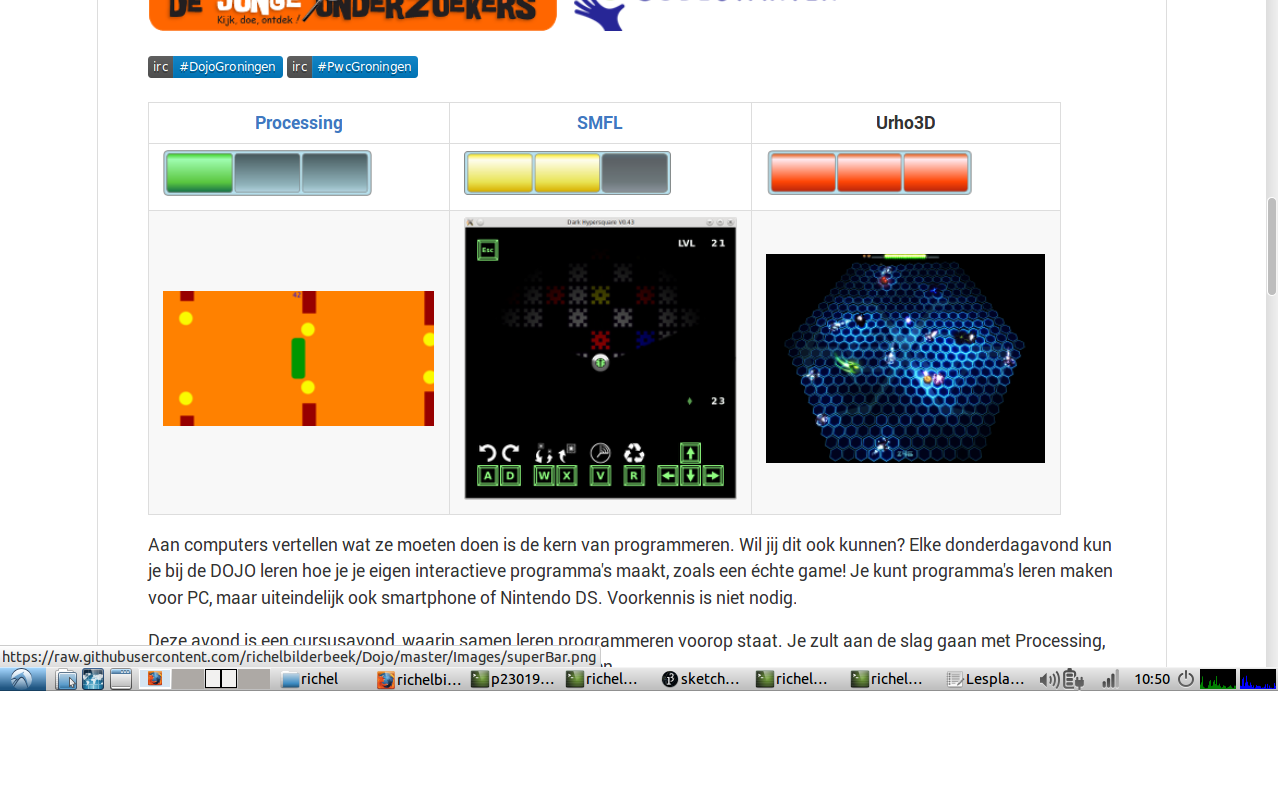 DE JONGE ONDERZOEKERS
Kijk, doe, ontdek !
irc #DojoGroningen irc #PwcGroningen
Processing SMFL Urho3D
Dark Hypersquare V0.43
Esc
LVL 21
42
23
A D W X V R
Aan computers vertellen wat ze moeten doen is de kern van programmeren. Wil jij dit ook kunnen? Elke donderdagavond kun
je bij de DOJO leren hoe je je eigen interactieve programma's maakt, zoals een échte game! Je kunt programma's leren maken
voor PC, maar uiteindelijk ook smartphone of Nintendo DS. Voorkennis is niet nodig.
Deze avond is een cursusavond, waarin samen leren programmeren voorop staat. Je zult aan de slag gaan met Processing,
https://raw.githubusercontent.com/richelbilderbeek/Dojo/master/Images/superBar.png
richel richelbi... p23019... richel... sketch... richel... richel... Lespla... 10:50